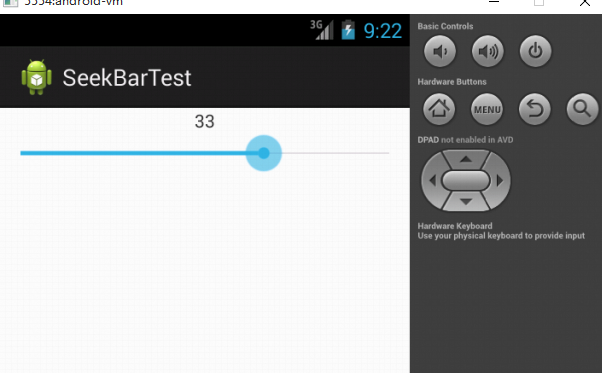 5554:android-vm
3G
9:22
SeekBarTest
33
Basic Controls
Hardware Buttons
MENU
DPAD not enabled in AVD
Hardware Keyboard
Use your physical keyboard to provide input